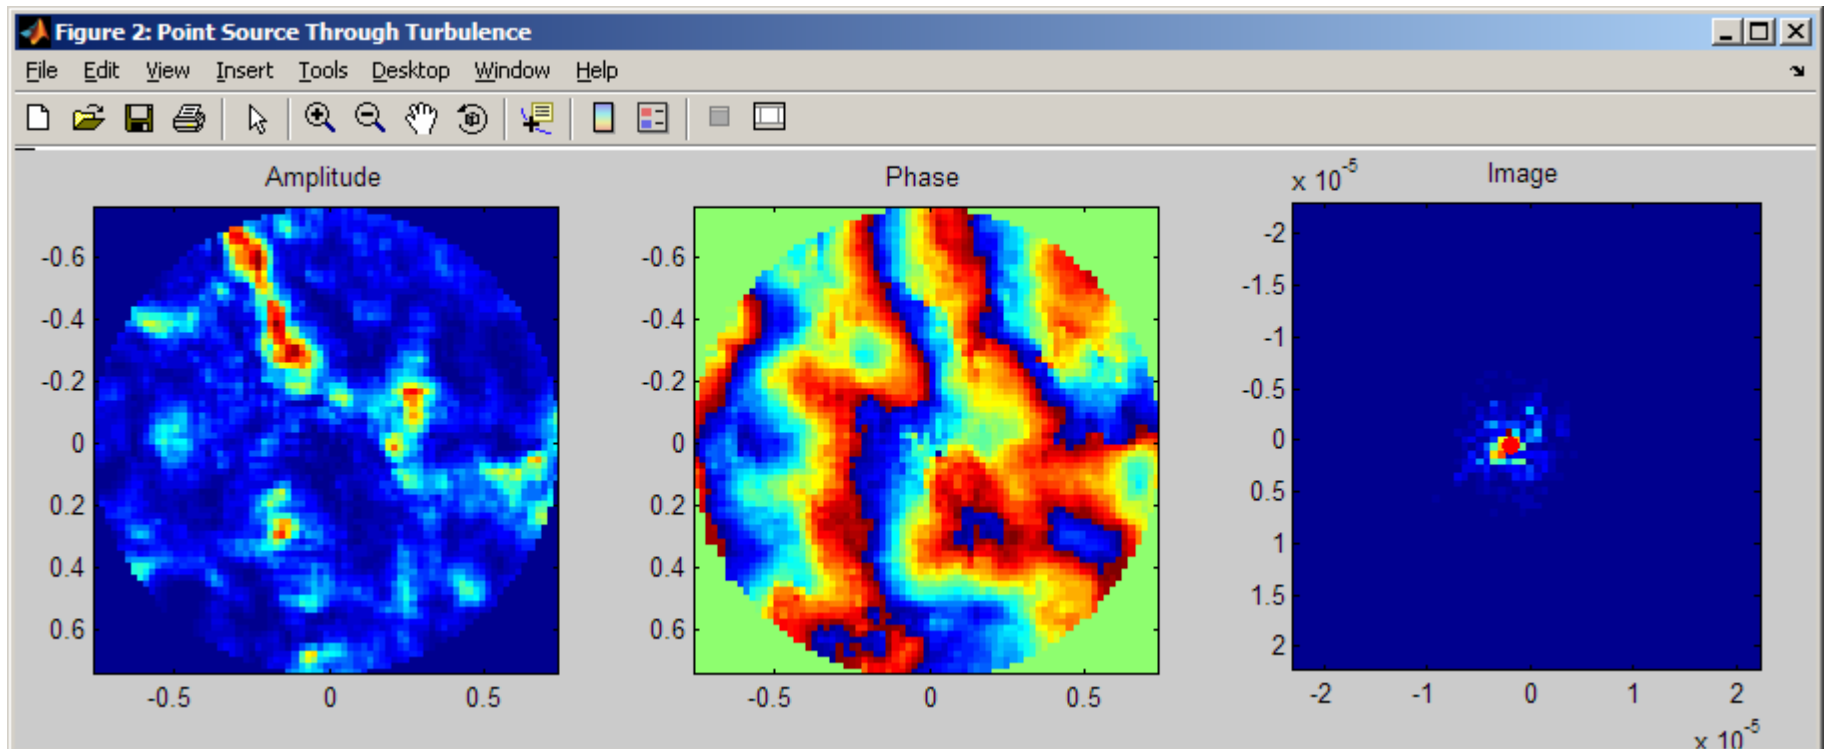 Figure 2: Point Source Through Turbulence
File Edit View Insert Tools Desktop Window Help
Amplitude
-0.6
-0.4
-0.2
0
0.2
0.4
0.6
-0.5 0 0.5
Phase
-0.6
-0.4
-0.2
0
0.2
0.4
0.6
-0.5 0 0.5
x 10-5 Image
-2
-1.5
-1
-0.5
0
0.5
1
1.5
2
-2 -1 0 1 2
x 10-5